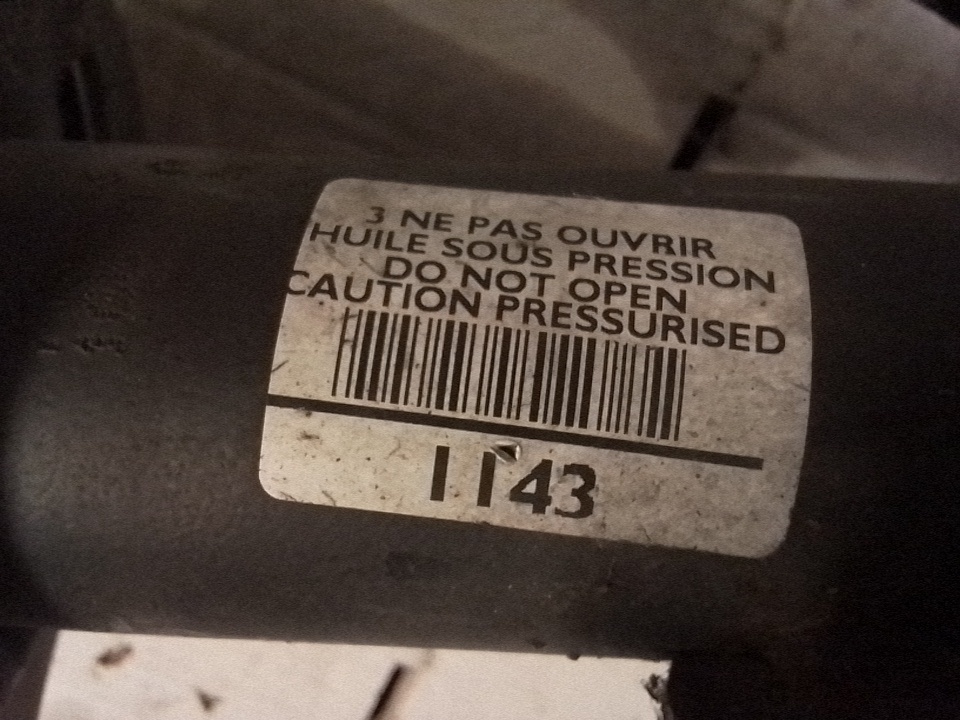 3 NE PAS OUVRIR
HUILE SOUS PRESSION
DO NOT OPEN
CAUTION PRESSURISED
1143